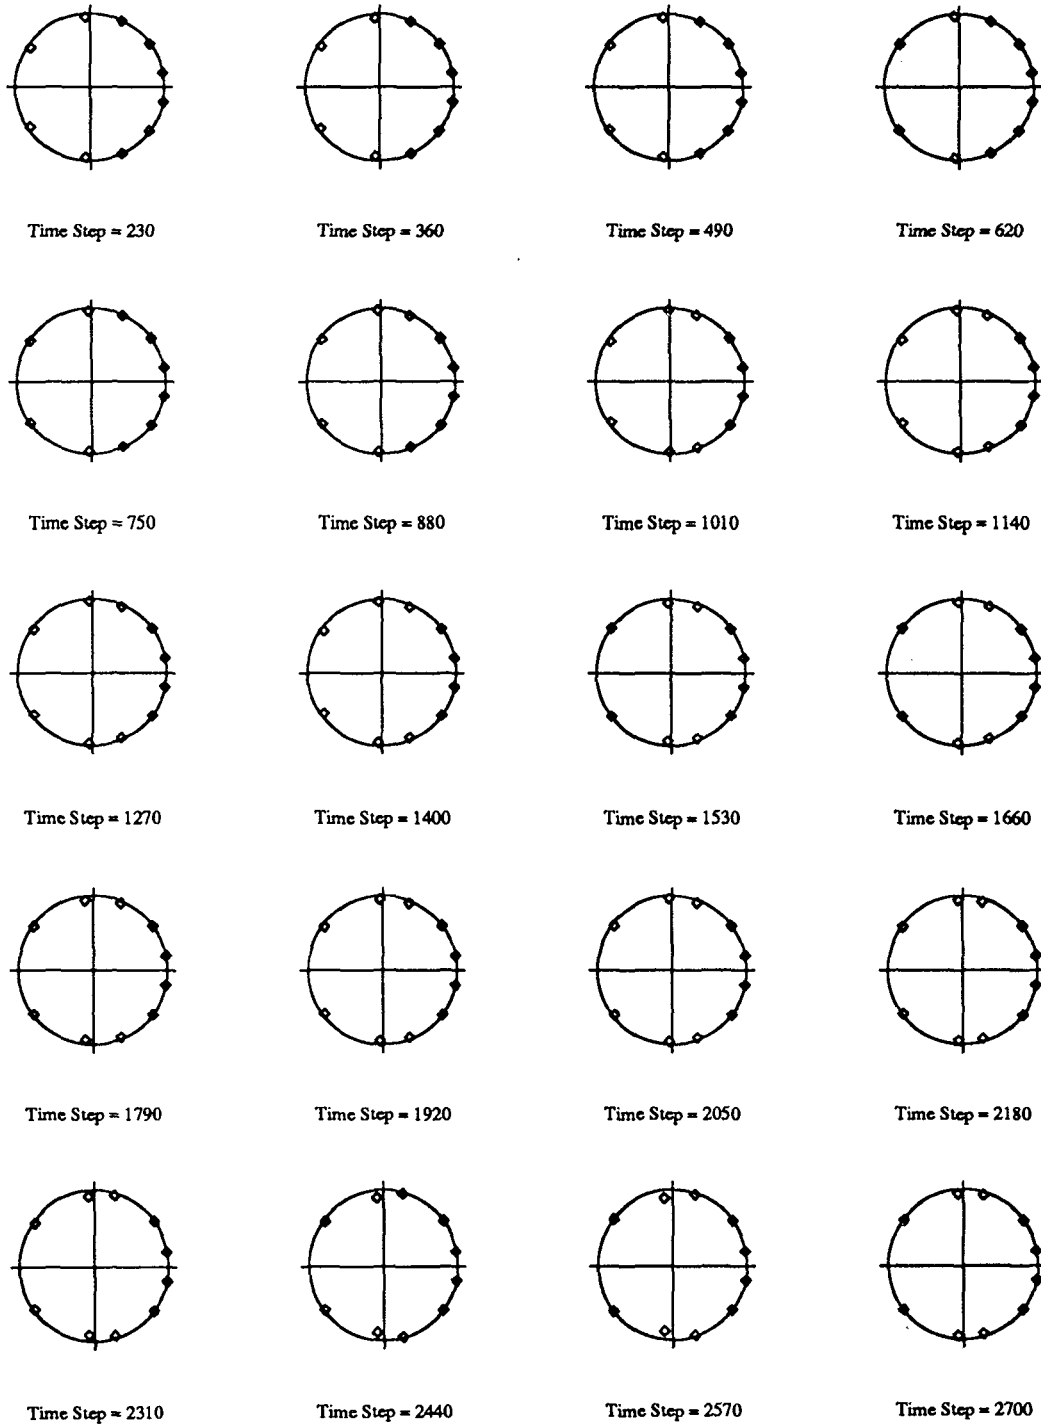 Time Step = 230
Time Step = 360
Time Step = 490
Time Step = 620
Time Step = 750
Time Step = 880
Time Step = 1010
Time Step = 1140
Time Step = 1270
Time Step = 1400
Time Step = 1530
Time Step = 1660
Time Step = 1790
Time Step = 1920
Time Step = 2050
Time Step = 2180
Time Step = 2310
Time Step = 2440
Time Step = 2570
Time Step = 2700